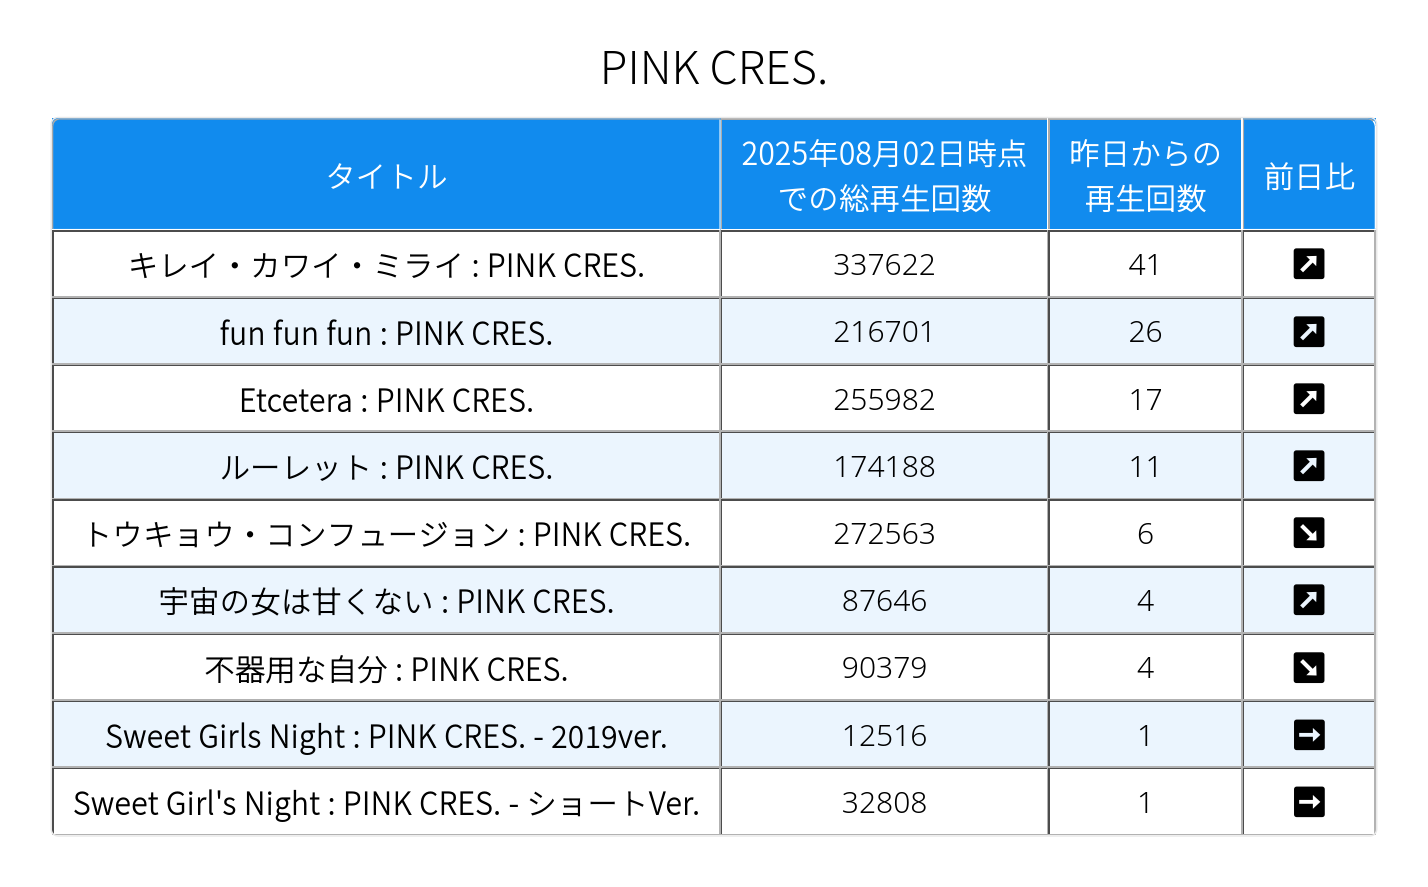 PINK CRES.
タイトル 2025年08月02日時点での総再生回数 昨日からの再生回数 前日比
キレイ・カワイ・ミライ : PINK CRES. 337622 41 ↗
fun fun fun : PINK CRES. 216701 26 ↗
Etcetera : PINK CRES. 255982 17 ↗
ルーレット : PINK CRES. 174188 11 ↗
トウキョウ・コンフュージョン : PINK CRES. 272563 6 ↘
宇宙の女は甘くない : PINK CRES. 87646 4 ↗
不器用な自分 : PINK CRES. 90379 4 ↘
Sweet Girls Night : PINK CRES. - 2019ver. 12516 1 →
Sweet Girl's Night : PINK CRES. - ショートVer. 32808 1 →